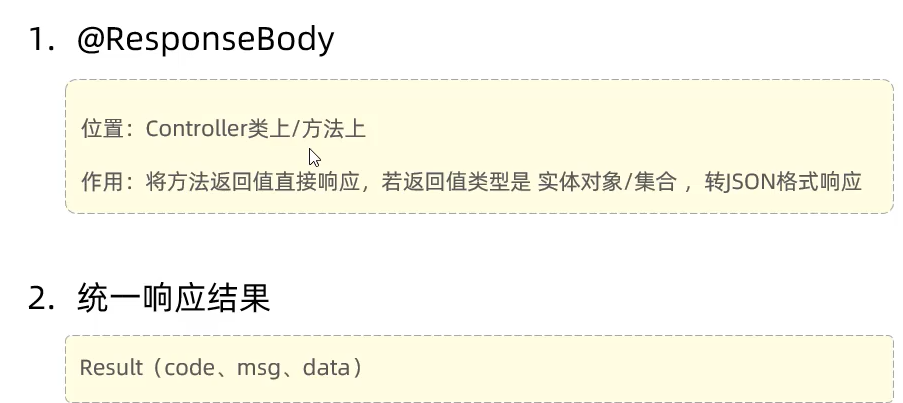 1. @ResponseBody
位置：Controller类上/方法上
作用：将方法返回值直接响应，若返回值类型是 实体对象/集合 ，转JSON格式响应
2. 统一响应结果
Result（code、msg、data）